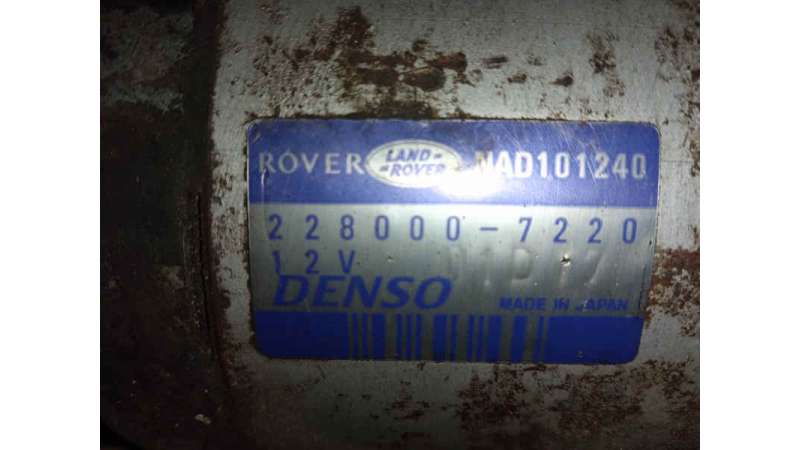 ROVER LAND-
-ROVER NAD101240
228000-7220
12V
DENSO MADE IN JAPAN